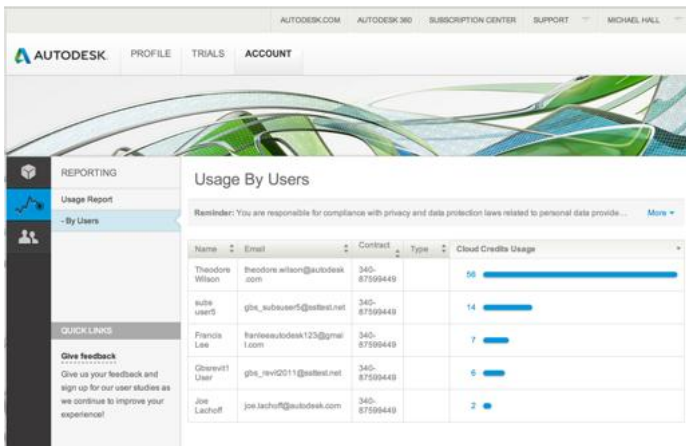 AUTODESK.COM AUTODESK 360 SUBSCRIPTION CENTER SUPPORT MICHAEL HALL
AUTODESK. PROFILE TRIALS ACCOUNT
REPORTING
Usage Report
- By Users
QUICK LINKS
Give feedback
Give us your feedback and
sign up for our user studies as
we continue to improve your
experience!
Usage By Users
Reminder: You are responsible for compliance with privacy and data protection laws related to personal data provide... More
Name Email Contract Type Cloud Credits Usage
Theodore theodore.wilson@autodesk 340-
Wilson .com 87599449
56
subs gbs_subsuser5@ssttest.net 340-
user5 87599449
14
Francis franleeautodesk123@gmai 340-
Lee l.com 87599449
7
Gbsrevit1 gbs_revit2011@ssttest.net 340-
User 87599449
6
Joe joe.lachoff@autodesk.com 340-
Lachoff 87599449
2